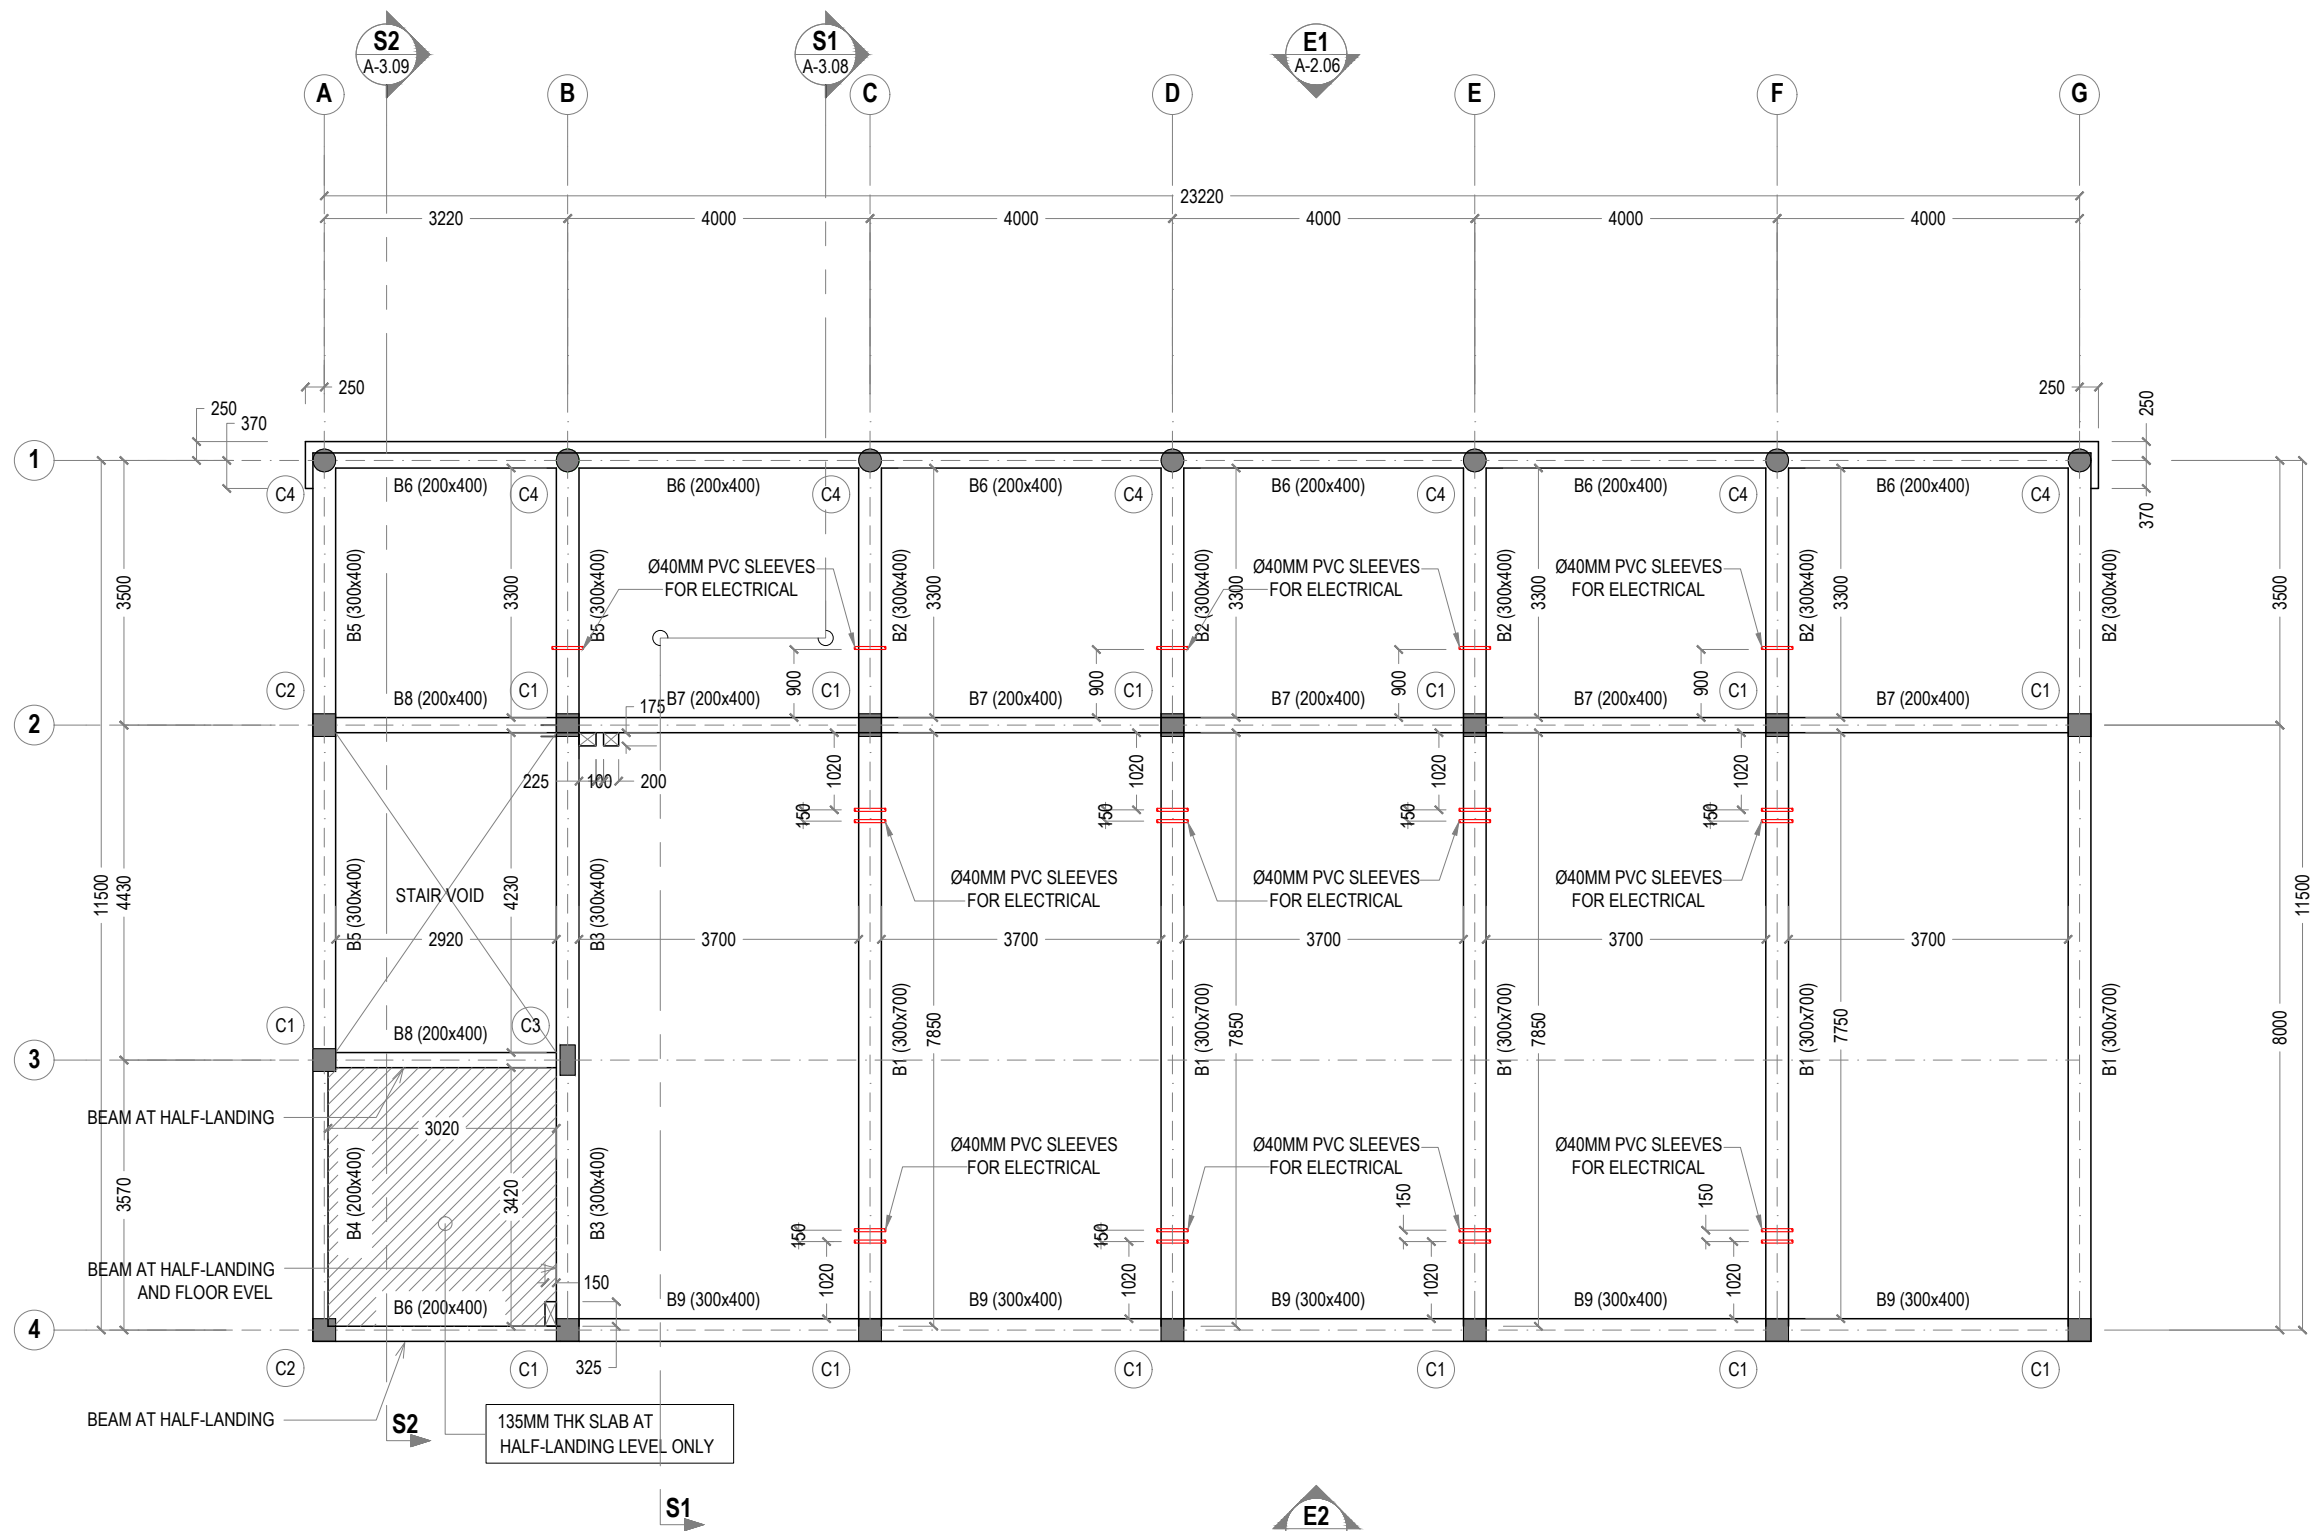 S2
A-3.09
S1
A-3.08
E1
A-2.06
A
B
C
D
E
F
G
23220
3220
4000
4000
4000
4000
4000
250
250
250
370
250
370
1
C4
B6 (200x400)
C4
B6 (200x400)
C4
B6 (200x400)
C4
B6 (200x400)
C4
B6 (200x400)
C4
B6 (200x400)
C4
3500
B5 (300x400)
3300
B5 (300x400)
Ø40MM PVC SLEEVES
FOR ELECTRICAL
B2 (300x400)
3300
B2 (300x400)
3300
Ø40MM PVC SLEEVES
FOR ELECTRICAL
B2 (300x400)
3300
Ø40MM PVC SLEEVES
FOR ELECTRICAL
B2 (300x400)
3300
B2 (300x400)
3500
900
900
900
900
C2
B8 (200x400)
C1
B7 (200x400)
C1
B7 (200x400)
C1
B7 (200x400)
C1
B7 (200x400)
C1
B7 (200x400)
C1
175
2
225
100
200
1020
1020
1020
1020
150
150
150
150
11500
4430
B5 (300x400)
STAIR VOID
4230
B3 (300x400)
Ø40MM PVC SLEEVES
FOR ELECTRICAL
Ø40MM PVC SLEEVES
FOR ELECTRICAL
Ø40MM PVC SLEEVES
FOR ELECTRICAL
11500
2920
3700
3700
3700
3700
3700
C1
B8 (200x400)
C3
B1 (300x700)
7850
B1 (300x700)
7850
B1 (300x700)
7850
B1 (300x700)
7750
B1 (300x700)
8000
3
BEAM AT HALF-LANDING
3020
Ø40MM PVC SLEEVES
FOR ELECTRICAL
Ø40MM PVC SLEEVES
FOR ELECTRICAL
Ø40MM PVC SLEEVES
FOR ELECTRICAL
3570
B4 (200x400)
3420
B3 (300x400)
150
150
150
150
BEAM AT HALF-LANDING
AND FLOOR EVEL
150
1020
1020
1020
1020
B6 (200x400)
B9 (300x400)
B9 (300x400)
B9 (300x400)
B9 (300x400)
B9 (300x400)
4
C2
C1
325
C1
C1
C1
C1
C1
BEAM AT HALF-LANDING
S2
135MM THK SLAB AT
HALF-LANDING LEVEL ONLY
S1
E2